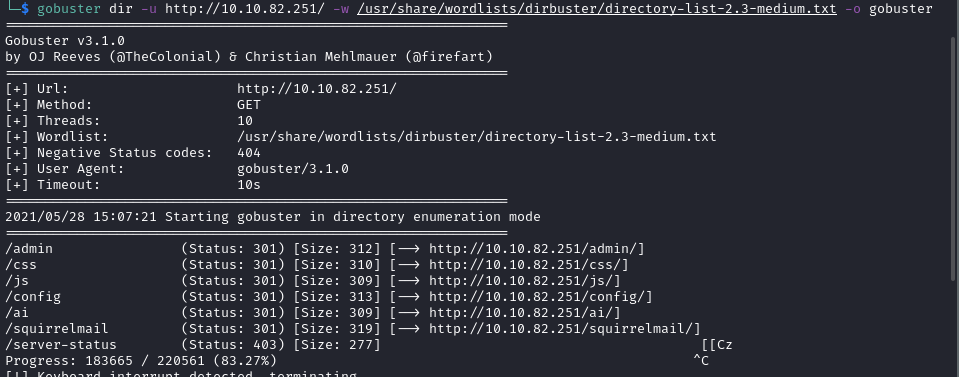 └─$ gobuster dir -u http://10.10.82.251/ -w /usr/share/wordlists/dirbuster/directory-list-2.3-medium.txt -o gobuster
===============================================================
Gobuster v3.1.0
by OJ Reeves (@TheColonial) & Christian Mehlmauer (@firefart)
===============================================================
[+] Url:                     http://10.10.82.251/
[+] Method:                  GET
[+] Threads:                 10
[+] Wordlist:                /usr/share/wordlists/dirbuster/directory-list-2.3-medium.txt
[+] Negative Status codes:   404
[+] User Agent:              gobuster/3.1.0
[+] Timeout:                 10s
===============================================================
2021/05/28 15:07:21 Starting gobuster in directory enumeration mode
===============================================================
/admin                (Status: 301) [Size: 312] [--> http://10.10.82.251/admin/]
/css                  (Status: 301) [Size: 310] [--> http://10.10.82.251/css/]
/js                   (Status: 301) [Size: 309] [--> http://10.10.82.251/js/]
/config               (Status: 301) [Size: 313] [--> http://10.10.82.251/config/]
/ai                   (Status: 301) [Size: 309] [--> http://10.10.82.251/ai/]
/squirrelmail         (Status: 301) [Size: 319] [--> http://10.10.82.251/squirrelmail/]
/server-status        (Status: 403) [Size: 277]                                        [[Cz
Progress: 183665 / 220561 (83.27%)                                                    ^C
[!] Keyboard interrupt detected, terminating.